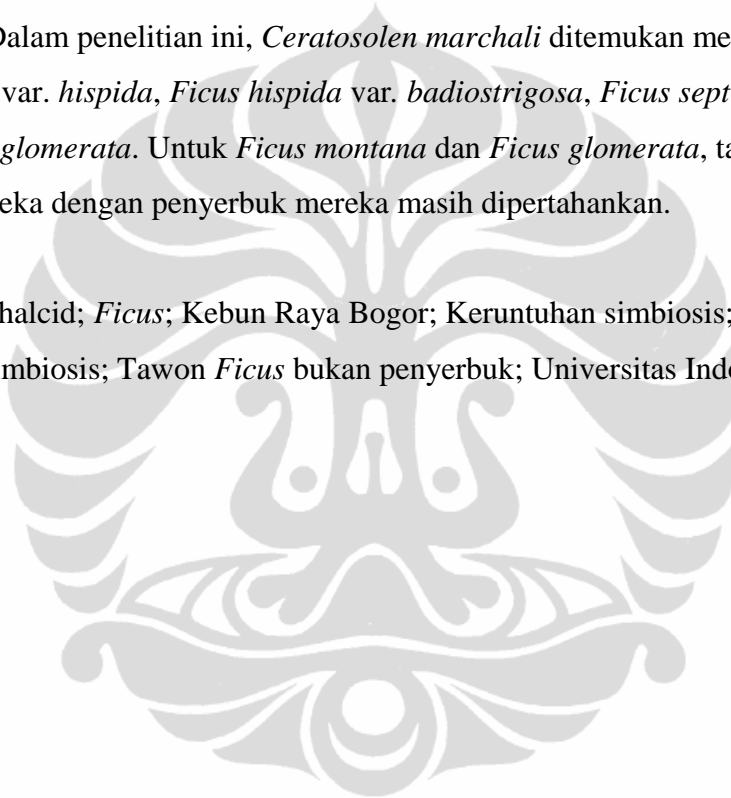 Dalam penelitian ini, Ceratosolen marchali ditemukan me
var. hispida, Ficus hispida var. badiostrigosa, Ficus sept
glomerata. Untuk Ficus montana dan Ficus glomerata, ta
eka dengan penyerbuk mereka masih dipertahankan.
halcid; Ficus; Kebun Raya Bogor; Keruntuhan simbiosis;
mbiosis; Tawon Ficus bukan penyerbuk; Universitas Indo